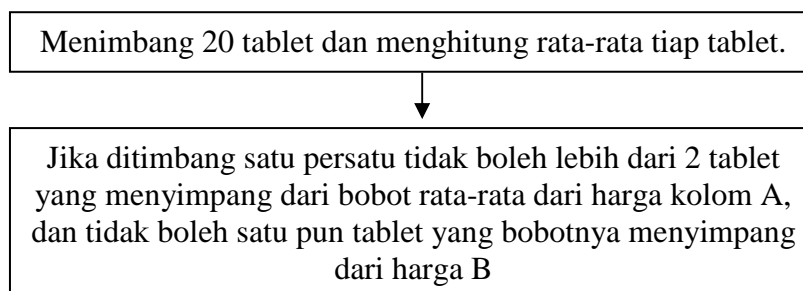 Menimbang 20 tablet dan menghitung rata-rata tiap tablet.
Jika ditimbang satu persatu tidak boleh lebih dari 2 tablet
yang menyimpang dari bobot rata-rata dari harga kolom A,
dan tidak boleh satu pun tablet yang bobotnya menyimpang
dari harga B